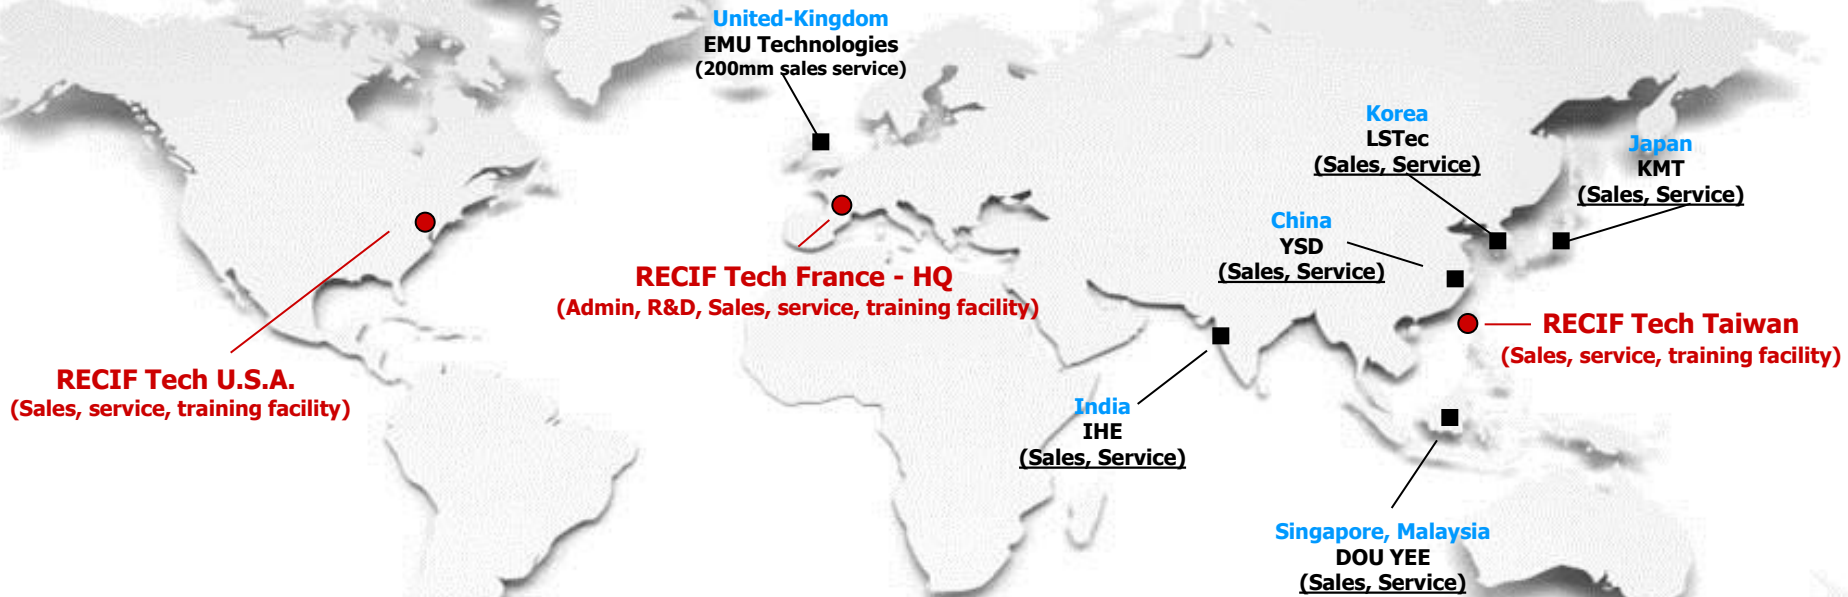 United-Kingdom
EMU Technologies
(200mm sales service)
Korea
LSTec
(Sales, Service)
Japan
KMT
(Sales, Service)
China
YSD
(Sales, Service)
RECIF Tech France - HQ
(Admin, R&D, Sales, service, training facility)
RECIF Tech Taiwan
(Sales, service, training facility)
RECIF Tech U.S.A.
(Sales, service, training facility)
India
IHE
(Sales, Service)
Singapore, Malaysia
DOU YEE
(Sales, Service)